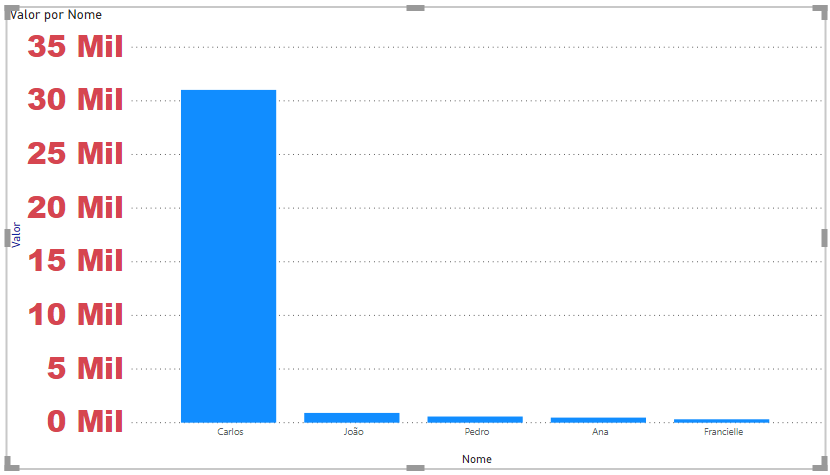 Valor por Nome
35 Mil
30 Mil
25 Mil
20 Mil
15 Mil
10 Mil
5 Mil
0 Mil
Valor
Carlos João Pedro Ana Francielle
Nome